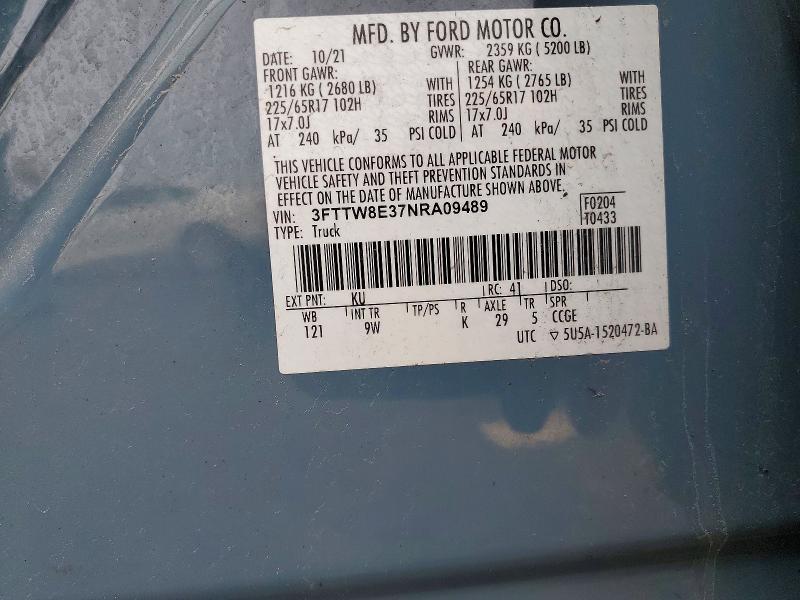 MFD. BY FORD MOTOR CO.
DATE: 10/21 GVWR: 2359 KG ( 5200 LB)
FRONT GAWR: REAR GAWR:
1216 KG ( 2680 LB) WITH 1254 KG ( 2765 LB) WITH
225/65R17 102H TIRES 225/65R17 102H TIRES
17x7.0J RIMS 17x7.0J RIMS
AT 240 kPa/ 35 PSI COLD AT 240 kPa/ 35 PSI COLD
THIS VEHICLE CONFORMS TO ALL APPLICABLE FEDERAL MOTOR
VEHICLE SAFETY AND THEFT PREVENTION STANDARDS IN
EFFECT ON THE DATE OF MANUFACTURE SHOWN ABOVE.
VIN: 3FTTW8E37NRA09489 F0204
TYPE: Truck T0433
EXT PNT: KU RC: 41 DSO:
WB INT TR TP/PS R AXLE TR SPR
121 9W K 29 5 CCGE
UTC ▽ 5U5A-1520472-BA